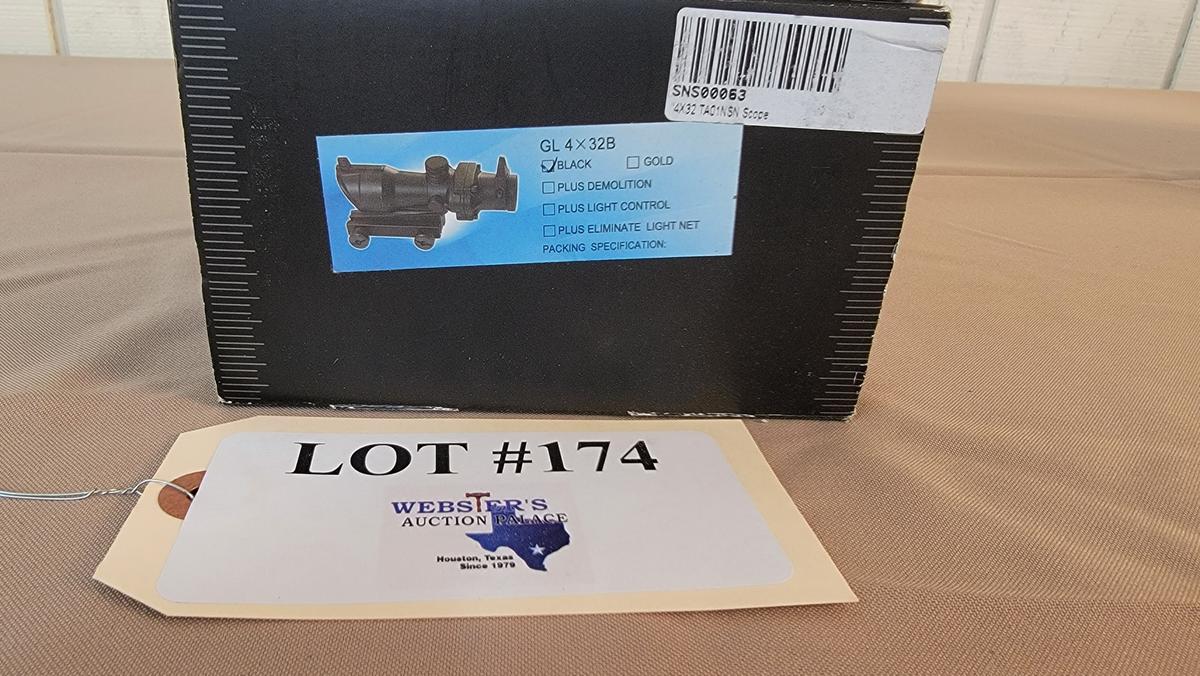 SNS00063
4X32 TA01NSN Scope
GL 4×32B
BLACK GOLD
PLUS DEMOLITION
PLUS LIGHT CONTROL
PLUS ELIMINATE LIGHT NET
PACKING SPECIFICATION:
LOT #174
WEBSTER'S
AUCTION PALACE
Houston, Texas
Since 1979